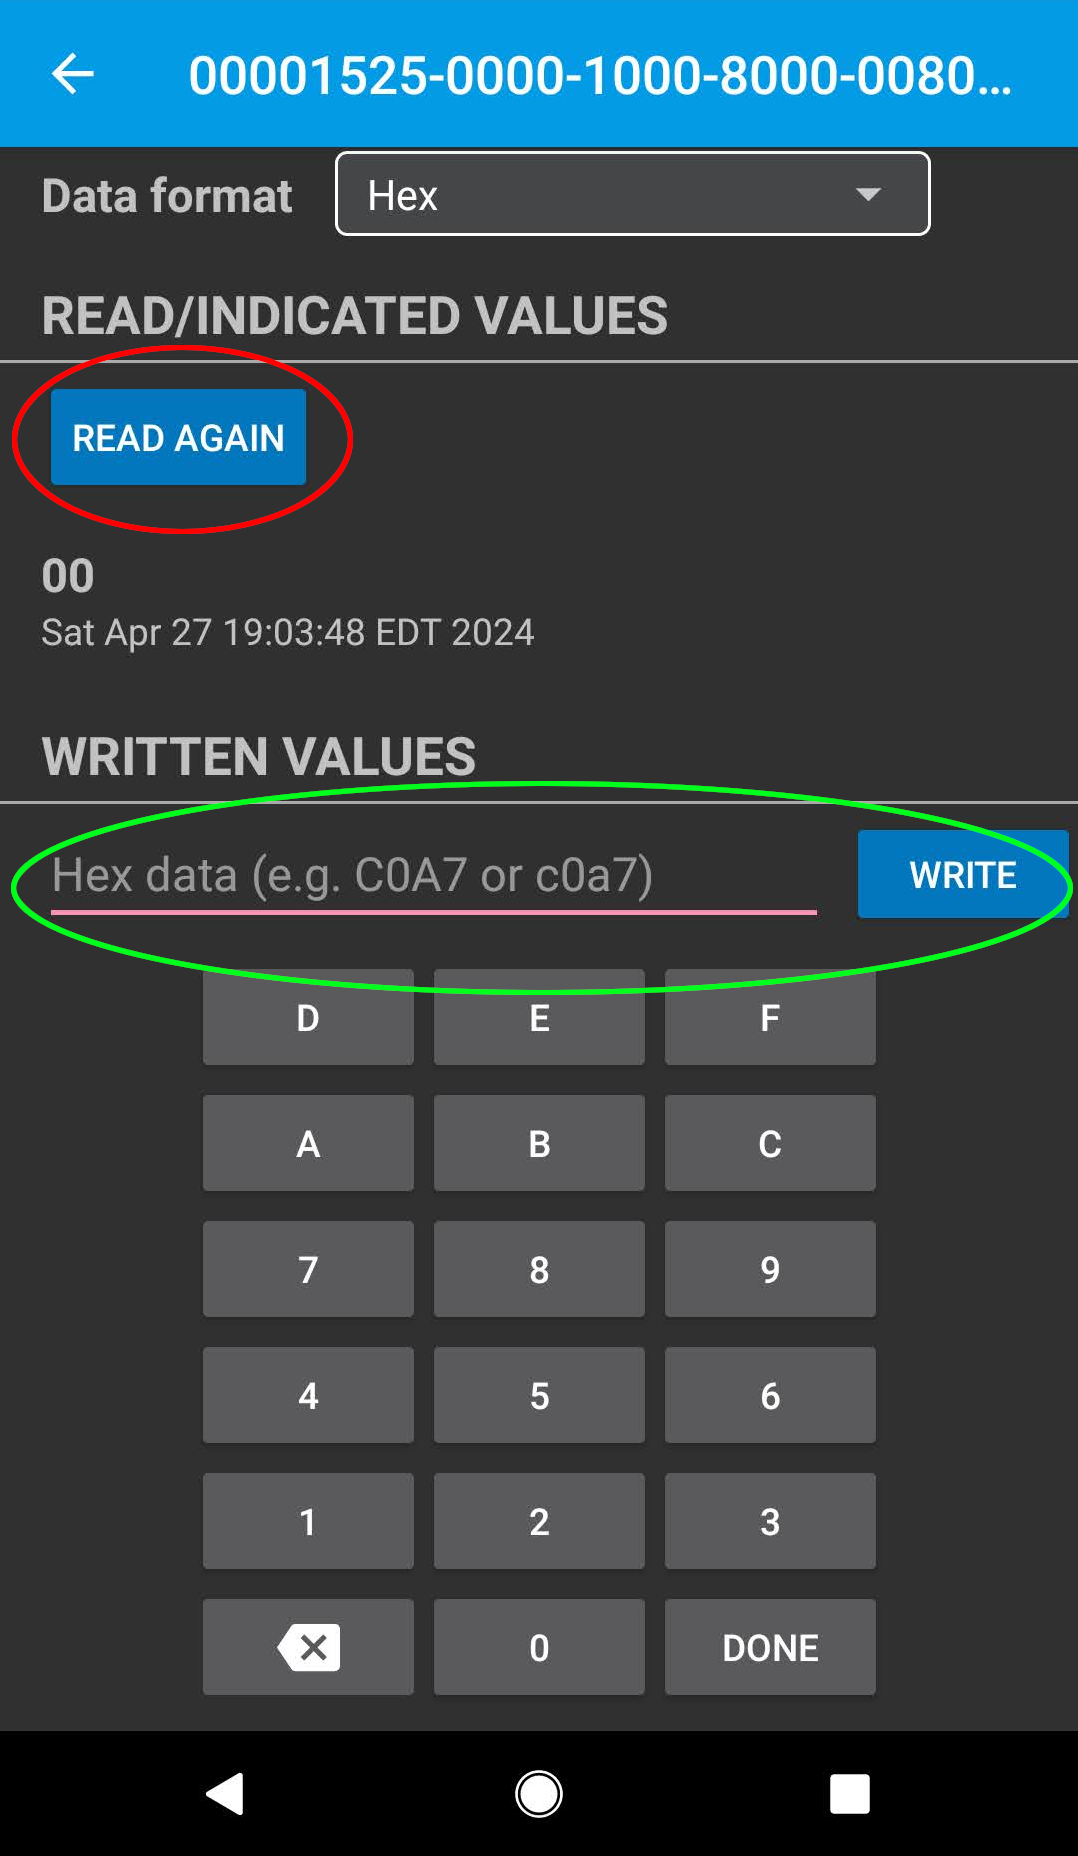 00001525-0000-1000-8000-0080...
Data format Hex
READ/INDICATED VALUES
READ AGAIN
00
Sat Apr 27 19:03:48 EDT 2024
WRITTEN VALUES
Hex data (e.g. C0A7 or c0a7) WRITE
D E F
A B C
7 8 9
4 5 6
1 2 3
0 DONE